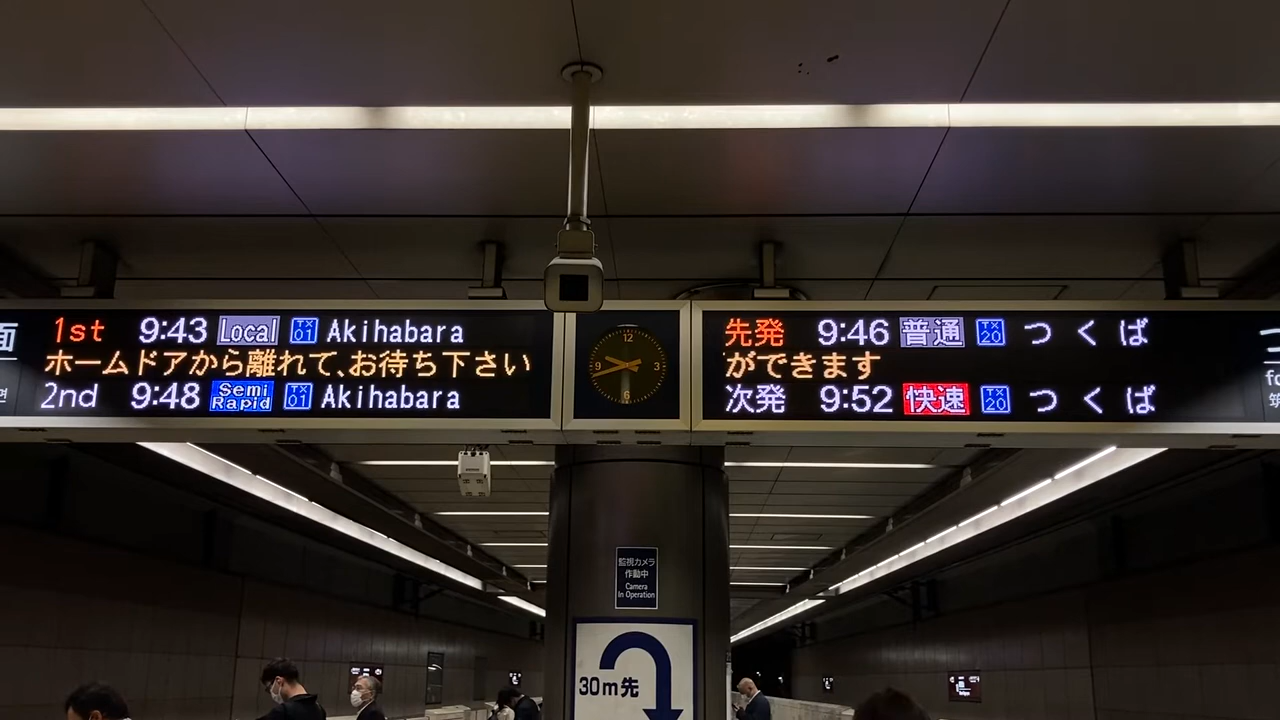 面
1st 9:43 Local TX 01 Akihabara
ホームドアから離れて、お待ち下さい
2nd 9:48 Semi Rapid TX 01 Akihabara
12
3
6
9
先発 9:46 普通 TX 20 つくば
ができます
次発 9:52 快速 TX 20 つくば
つ
fo
筑
監視カメラ
作動中
Camera
In Operation
30m先